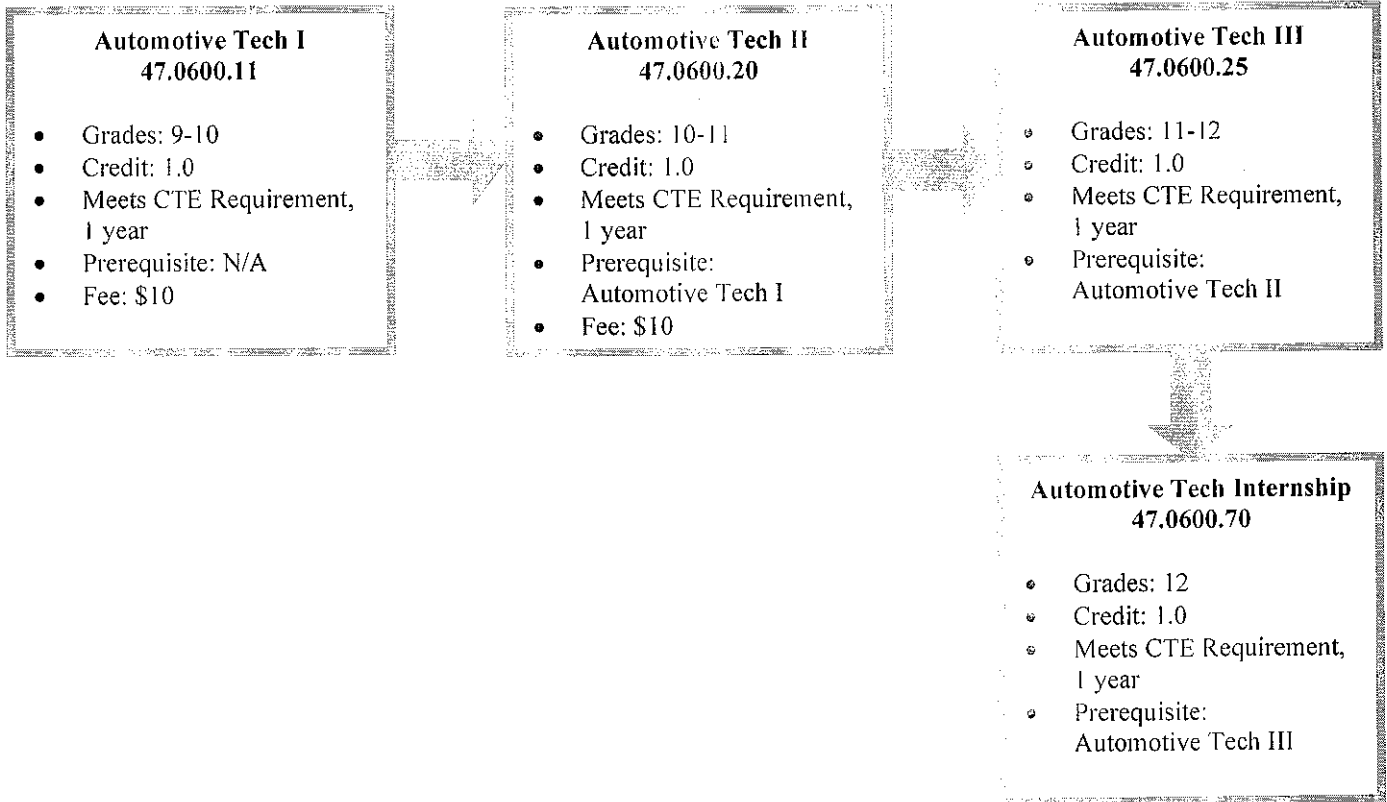 Automotive Tech I
47.0600.11
• Grades: 9-10
• Credit: 1.0
• Meets CTE Requirement,
1 year
• Prerequisite: N/A
• Fee: $10
Automotive Tech II
47.0600.20
• Grades: 10-11
• Credit: 1.0
• Meets CTE Requirement,
1 year
• Prerequisite:
Automotive Tech I
• Fee: $10
Automotive Tech III
47.0600.25
• Grades: 11-12
• Credit: 1.0
• Meets CTE Requirement,
1 year
• Prerequisite:
Automotive Tech II
Automotive Tech Internship
47.0600.70
• Grades: 12
• Credit: 1.0
• Meets CTE Requirement,
1 year
• Prerequisite:
Automotive Tech III